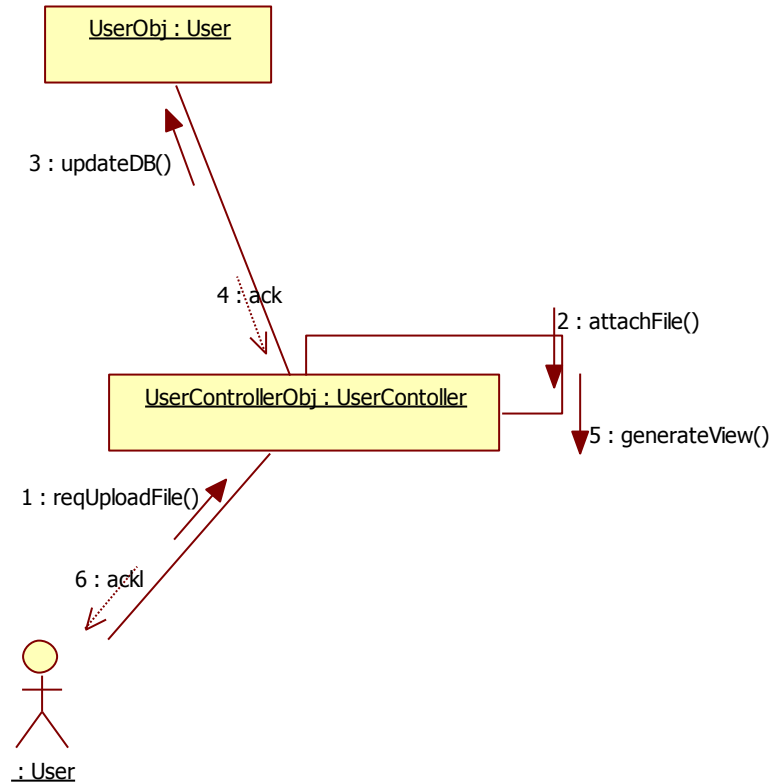 UserObj : User
3 : updateDB()
4 : ack
2 : attachFile()
UserControllerObj : UserContoller
5 : generateView()
1 : reqUploadFile()
6 : ackl
: User